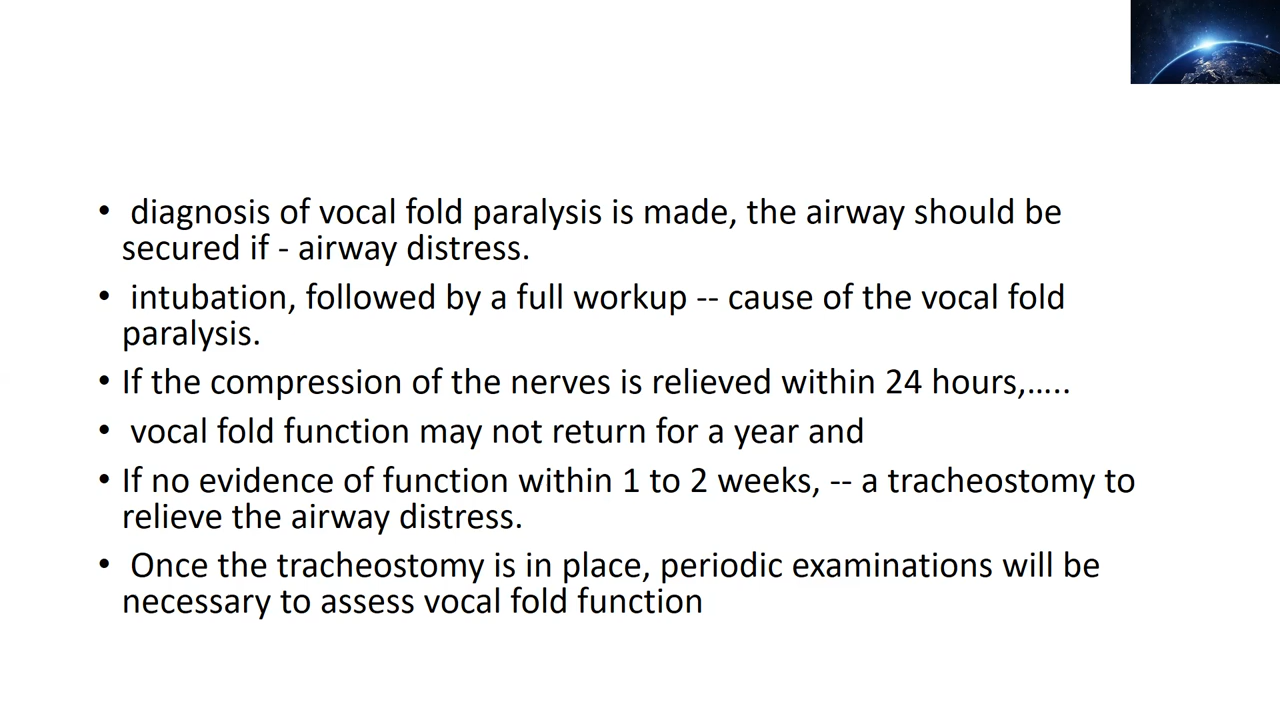 • diagnosis of vocal fold paralysis is made, the airway should be
secured if - airway distress.
• intubation, followed by a full workup -- cause of the vocal fold
paralysis.
• If the compression of the nerves is relieved within 24 hours,…..
• vocal fold function may not return for a year and
• If no evidence of function within 1 to 2 weeks, -- a tracheostomy to
relieve the airway distress.
• Once the tracheostomy is in place, periodic examinations will be
necessary to assess vocal fold function